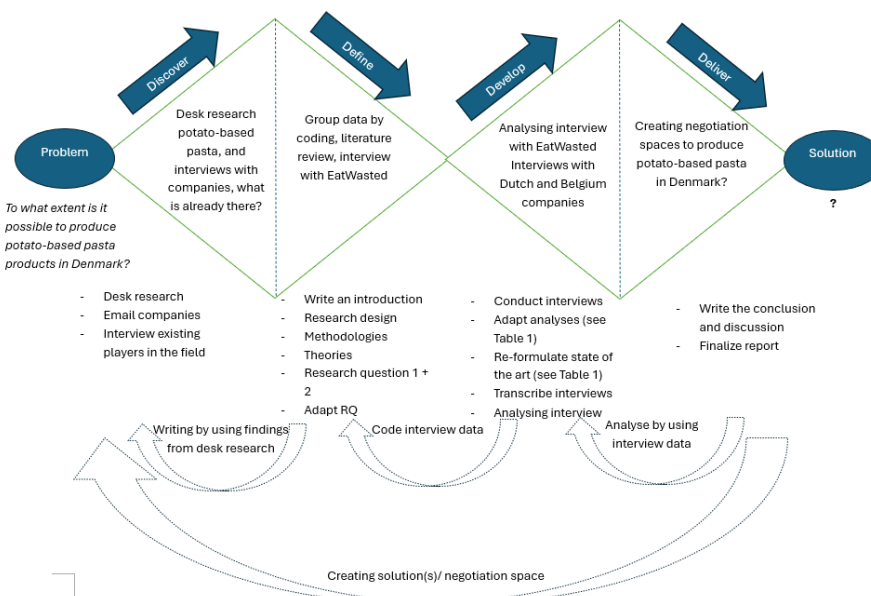 Discover
Define
Develop
Deliver
Problem
Desk research
potato-based
pasta, and
interviews with
companies, what
is already there?
Group data by
coding, literature
review, interview
with EatWasted
Analysing interview
with EatWasted
Interviews with
Dutch and Belgium
companies
Creating negotiation
spaces to produce
potato-based pasta
in Denmark?
Solution
?
To what extent is it
possible to produce
potato-based pasta
products in Denmark?
- Desk research
- Email companies
- Interview existing
players in the field
- Write an introduction
- Research design
- Methodologies
- Theories
- Research question 1 +
2
- Adapt RQ
- Conduct interviews
- Adapt analyses (see
Table 1)
- Re-formulate state of
the art (see Table 1)
- Transcribe interviews
- Analysing interview
- Write the conclusion
and discussion
- Finalize report
Writing by using findings
from desk research
Code interview data
Analyse by using
interview data
Creating solution(s)/ negotiation space